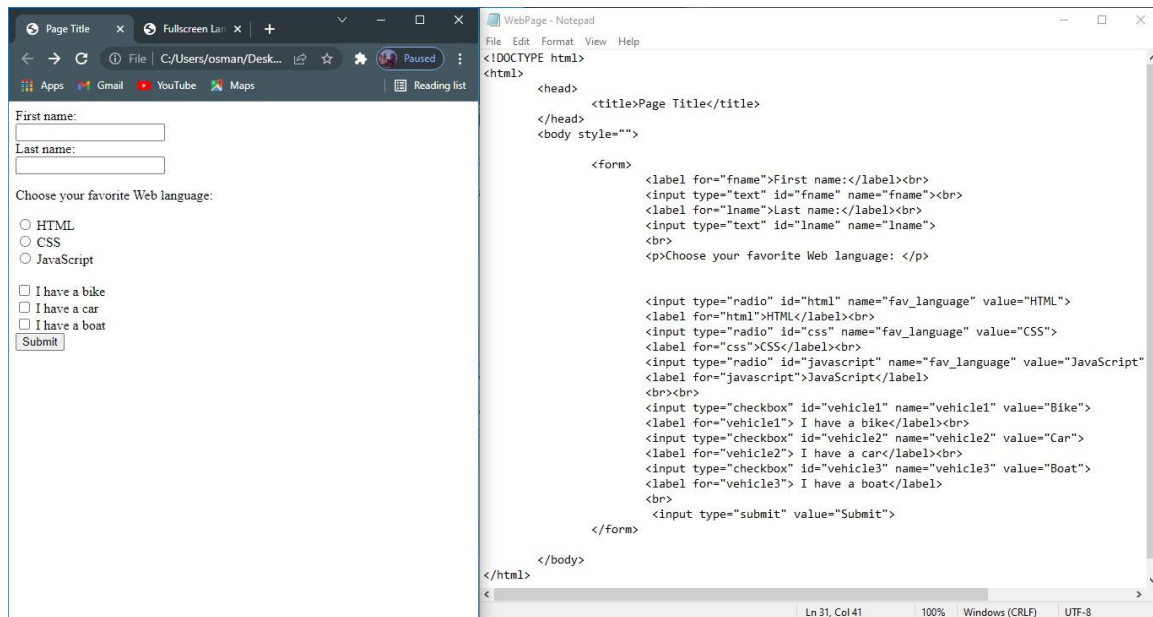 Page Title
Fullscreen Lan
File | C:/Users/osman/Desk...
Paused
Apps
Gmail
YouTube
Maps
Reading list
First name:
Last name:
Choose your favorite Web language:
HTML
CSS
JavaScript
I have a bike
I have a car
I have a boat
Submit
WebPage - Notepad
File Edit Format View Help
<!DOCTYPE html>
<html>
<head>
<title>Page Title</title>
</head>
<body style="">
<form>
<label for="fname">First name:</label><br>
<input type="text" id="fname" name="fname"><br>
<label for="lname">Last name:</label><br>
<input type="text" id="lname" name="lname">
<br>
<p>Choose your favorite Web language: </p>
<input type="radio" id="html" name="fav_language" value="HTML">
<label for="html">HTML</label><br>
<input type="radio" id="css" name="fav_language" value="CSS">
<label for="css">CSS</label><br>
<input type="radio" id="javascript" name="fav_language" value="JavaScript"
<label for="javascript">JavaScript</label>
<br><br>
<input type="checkbox" id="vehicle1" name="vehicle1" value="Bike">
<label for="vehicle1"> I have a bike</label><br>
<input type="checkbox" id="vehicle2" name="vehicle2" value="Car">
<label for="vehicle2"> I have a car</label><br>
<input type="checkbox" id="vehicle3" name="vehicle3" value="Boat">
<label for="vehicle3"> I have a boat</label>
<br>
<input type="submit" value="Submit">
</form>
</body>
</html>
Ln 31, Col 41 100% Windows (CRLF) UTF-8